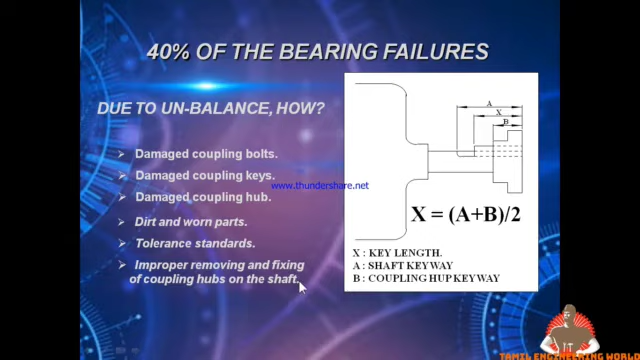 40% OF THE BEARING FAILURES
DUE TO UN-BALANCE, HOW?
➢ Damaged coupling bolts.
➢ Damaged coupling keys.
www.thundershare.net
➢ Damaged coupling hub.
➢ Dirt and worn parts.
➢ Tolerance standards.
➢ Improper removing and fixing
of coupling hubs on the shaft.
A
X
B
X = (A+B)/2
X : KEY LENGTH.
A : SHAFT KEYWAY
B : COUPLING HUP KEYWAY
TAMIL ENGINEERING WORLD